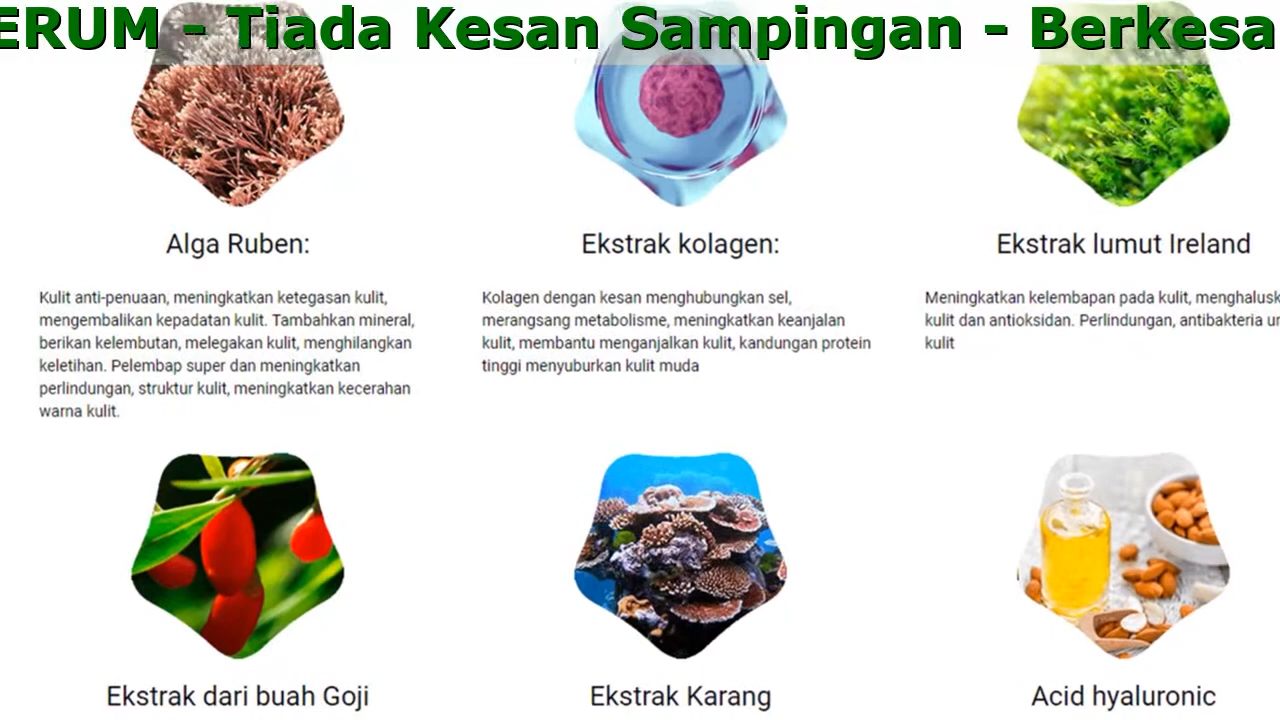 ERUM - Tiada Kesan Sampingan - Berkesa
Alga Ruben:
Kulit anti-penuaan, meningkatkan ketegasan kulit,
mengembalikan kepadatan kulit. Tambahkan mineral,
berikan kelembutan, melegakan kulit, menghilangkan
keletihan. Pelembap super dan meningkatkan
perlindungan, struktur kulit, meningkatkan kecerahan
warna kulit.
Ekstrak kolagen:
Kolagen dengan kesan menghubungkan sel,
merangsang metabolisme, meningkatkan keanjalan
kulit, membantu menganjalkan kulit, kandungan protein
tinggi menyuburkan kulit muda
Ekstrak lumut Ireland
Meningkatkan kelembapan pada kulit, menghalusk
kulit dan antioksidan. Perlindungan, antibakteria un
kulit
Ekstrak dari buah Goji
Ekstrak Karang
Acid hyaluronic